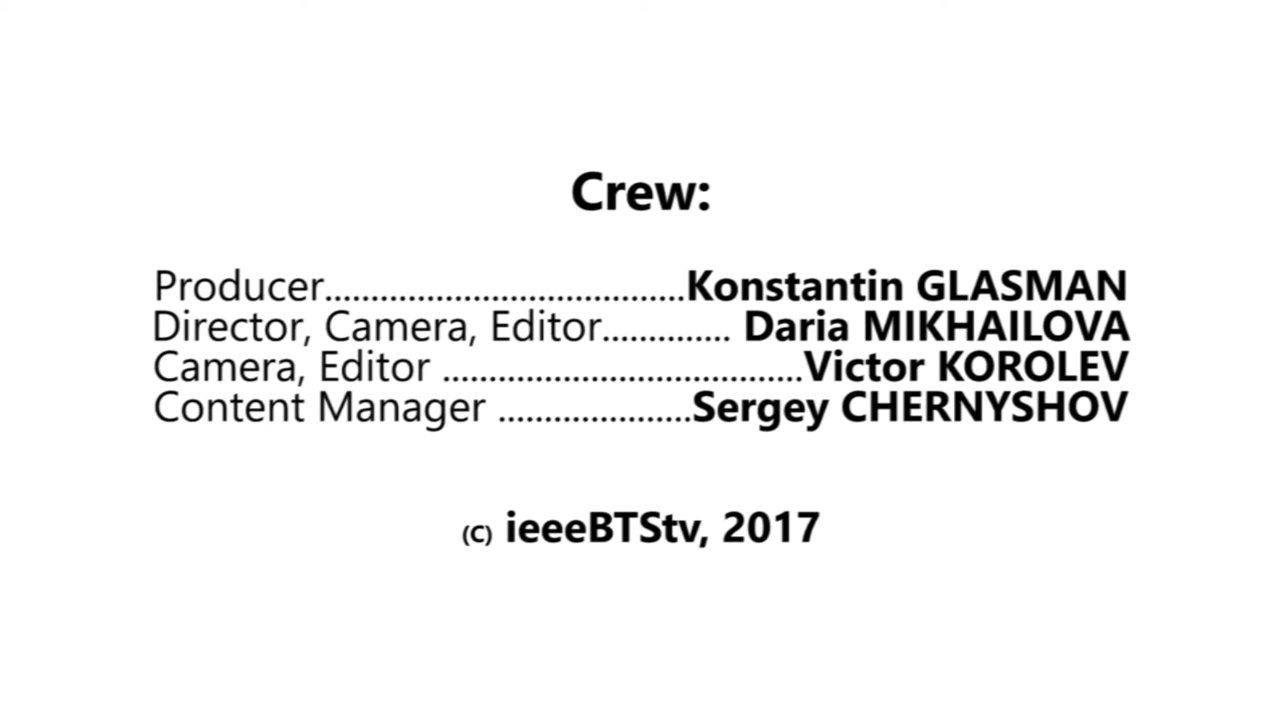 Crew:
Producer.......................................Konstantin GLASMAN
Director, Camera, Editor.............. Daria MIKHAILOVA
Camera, Editor .......................................Victor KOROLEV
Content Manager .....................Sergey CHERNYSHOV
(C) ieeeBTStv, 2017